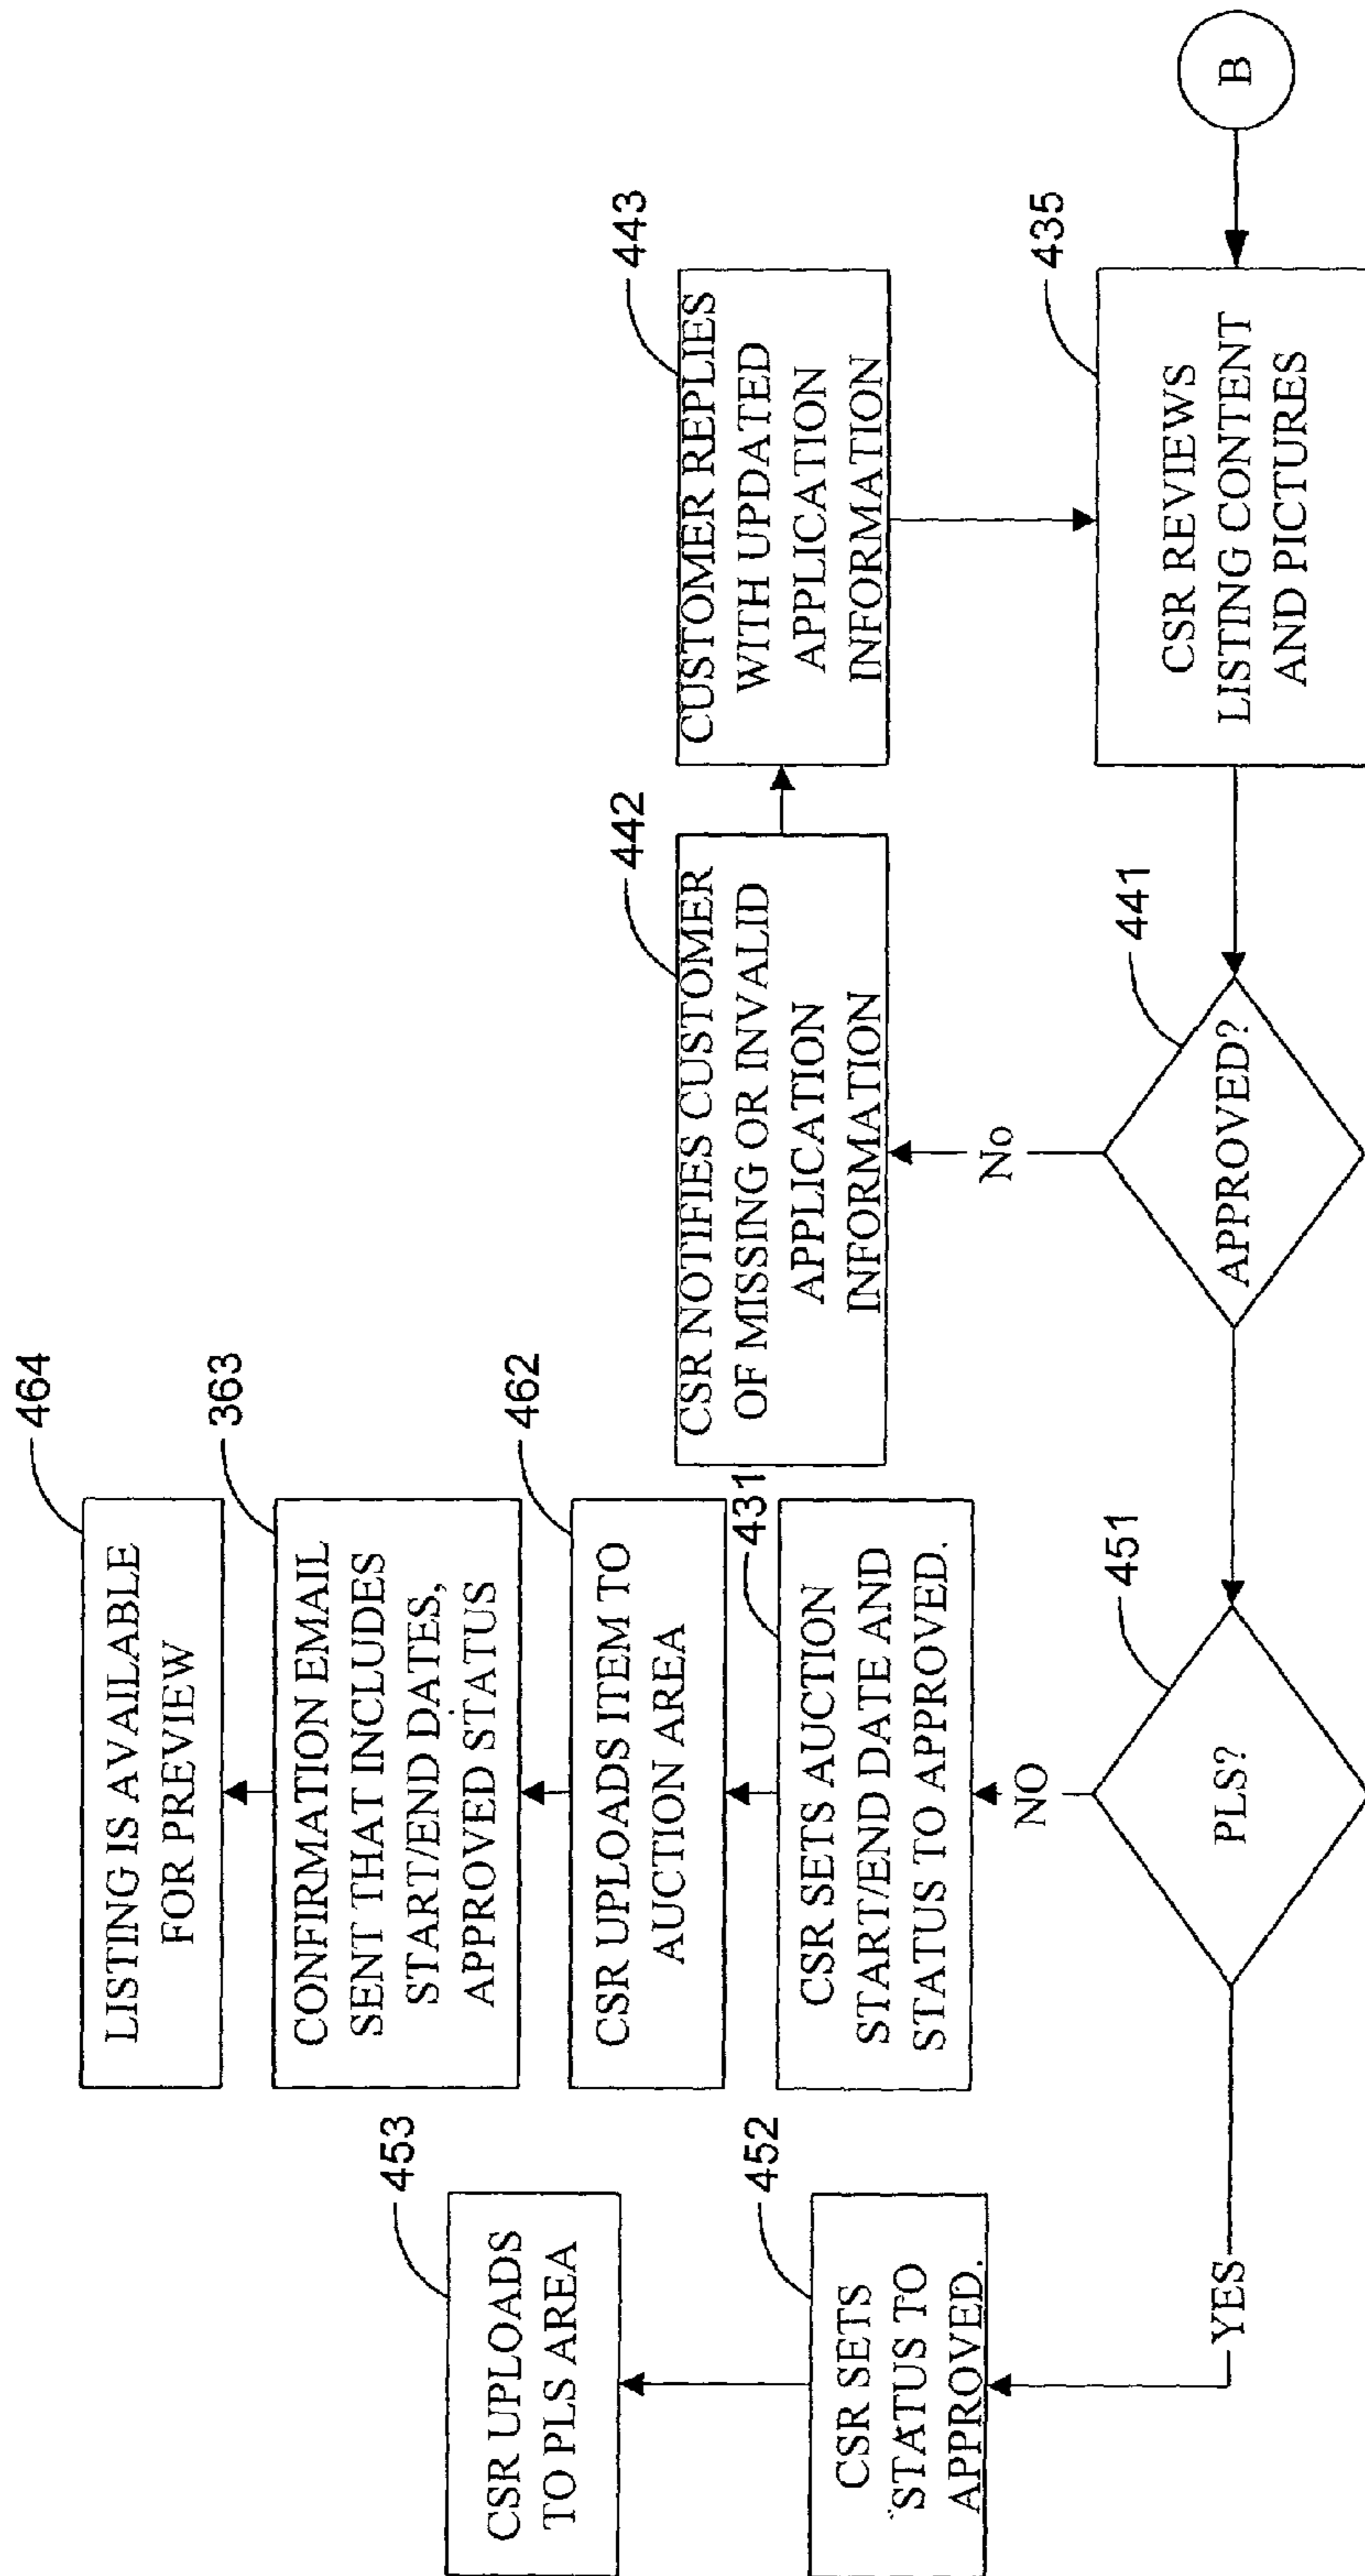 464
LISTING IS AVAILABLE
FOR PREVIEW
363
CONFIRMATION EMAIL
SENT THAT INCLUDES
START/END DATES,
APPROVED STATUS
453
CSR UPLOADS
TO PLS AREA
462
CSR UPLOADS ITEM TO
AUCTION AREA
442
CSR NOTIFIES CUSTOMER
OF MISSING OR INVALID
APPLICATION
INFORMATION
443
CUSTOMER REPLIES
WITH UPDATED
APPLICATION
INFORMATION
452
CSR SETS
STATUS TO
APPROVED.
431
CSR SETS AUCTION
START/END DATE AND
STATUS TO APPROVED.
NO
No
YES
451
PLS?
441
APPROVED?
435
CSR REVIEWS
LISTING CONTENT
AND PICTURES
B